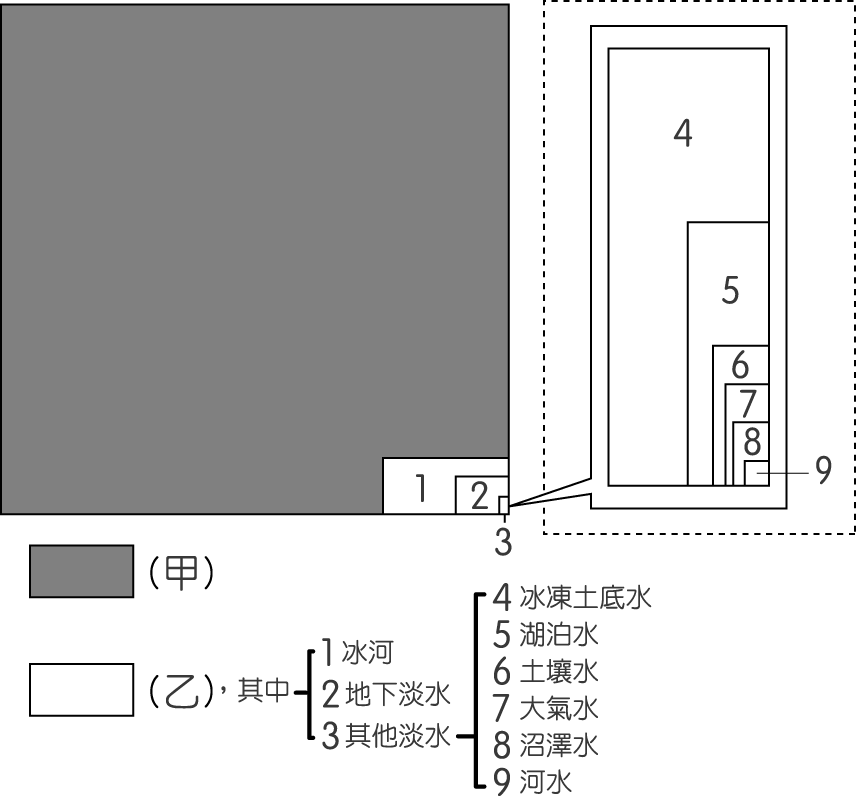 4
5
6
7
8
9
1
2
3
(甲)
(乙),其中
1 冰河
2 地下淡水
3 其他淡水
4 冰凍土底水
5 湖泊水
6 土壤水
7 大氣水
8 沼澤水
9 河水